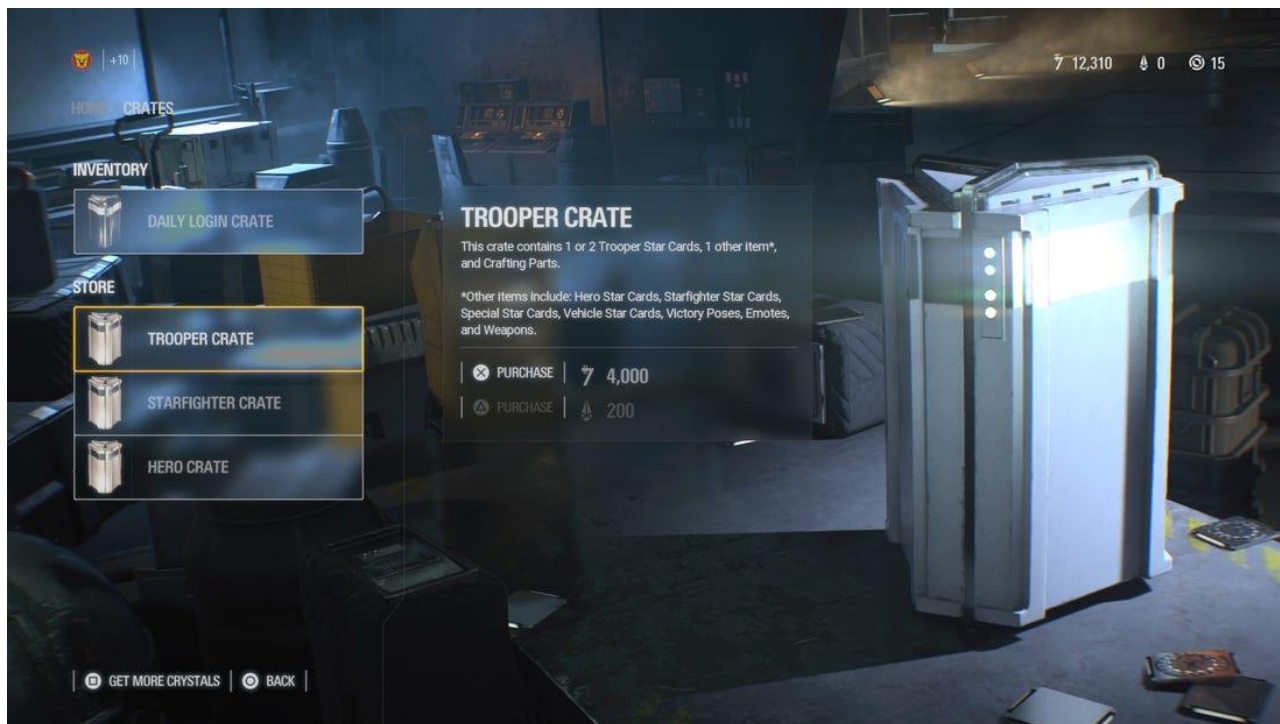 +10
12,310 0 15
HOME CRATES
INVENTORY
DAILY LOGIN CRATE
STORE
TROOPER CRATE
STARFIGHTER CRATE
HERO CRATE
TROOPER CRATE
This crate contains 1 or 2 Trooper Star Cards, 1 other item*,
and Crafting Parts.
*Other items include: Hero Star Cards, Starfighter Star Cards,
Special Star Cards, Vehicle Star Cards, Victory Poses, Emotes,
and Weapons.
PURCHASE 4,000
PURCHASE 200
GET MORE CRYSTALS BACK